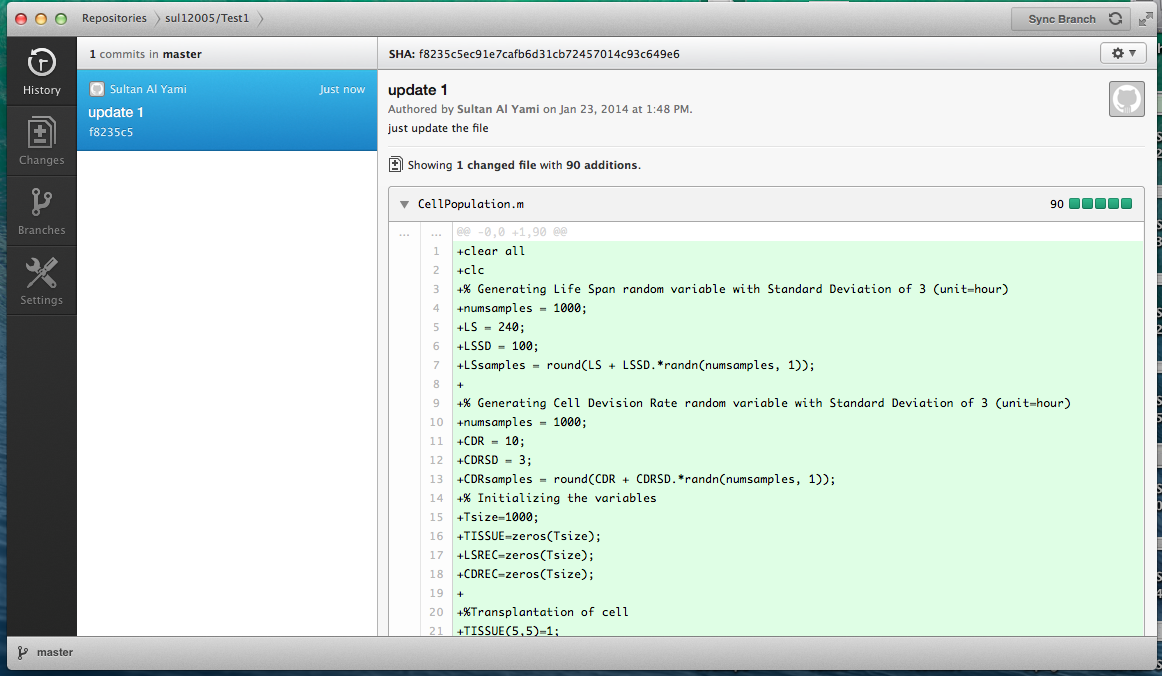 Repositories sul12005/Test1 Sync Branch
1 commits in master
SHA: f8235c5ec91e7cafb6d31cb72457014c93c649e6
History
Changes
Branches
Settings
Sultan Al Yami Just now
update 1
f8235c5
update 1
Authored by Sultan Al Yami on Jan 23, 2014 at 1:48 PM.
just update the file
Showing 1 changed file with 90 additions.
CellPopulation.m 90
... ... @@ -0,0 +1,90 @@
1 +clear all
2 +clc
3 +% Generating Life Span random variable with Standard Deviation of 3 (unit=hour)
4 +numsamples = 1000;
5 +LS = 240;
6 +LSSD = 100;
7 +LSsamples = round(LS + LSSD.*randn(numsamples, 1));
8 +
9 +% Generating Cell Devision Rate random variable with Standard Deviation of 3 (unit=hour)
10 +numsamples = 1000;
11 +CDR = 10;
12 +CDRSD = 3;
13 +CDRsamples = round(CDR + CDRSD.*randn(numsamples, 1));
14 +% Initializing the variables
15 +Tsize=1000;
16 +TISSUE=zeros(Tsize);
17 +LSREC=zeros(Tsize);
18 +CDREC=zeros(Tsize);
19 +
20 +%Transplantation of cell
21 +TISSUE(5,5)=1;
master